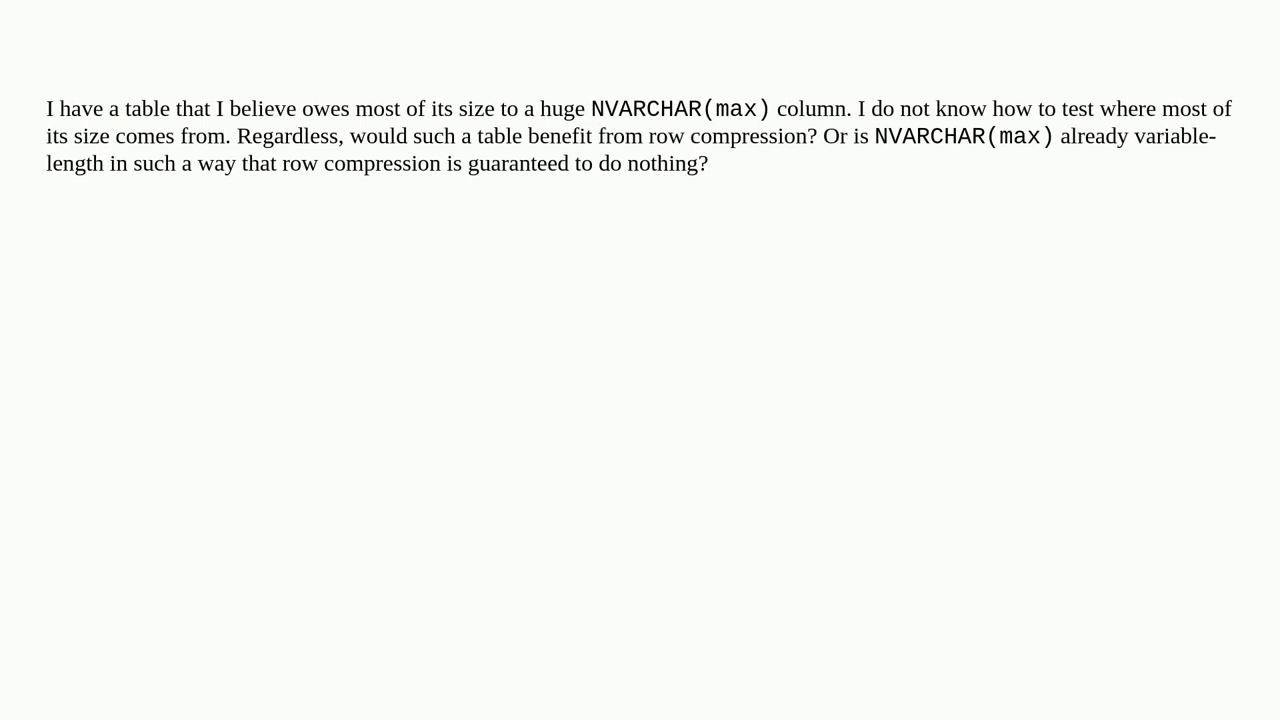 I have a table that I believe owes most of its size to a huge NVARCHAR(max) column. I do not know how to test where most of
its size comes from. Regardless, would such a table benefit from row compression? Or is NVARCHAR(max) already variable-
length in such a way that row compression is guaranteed to do nothing?